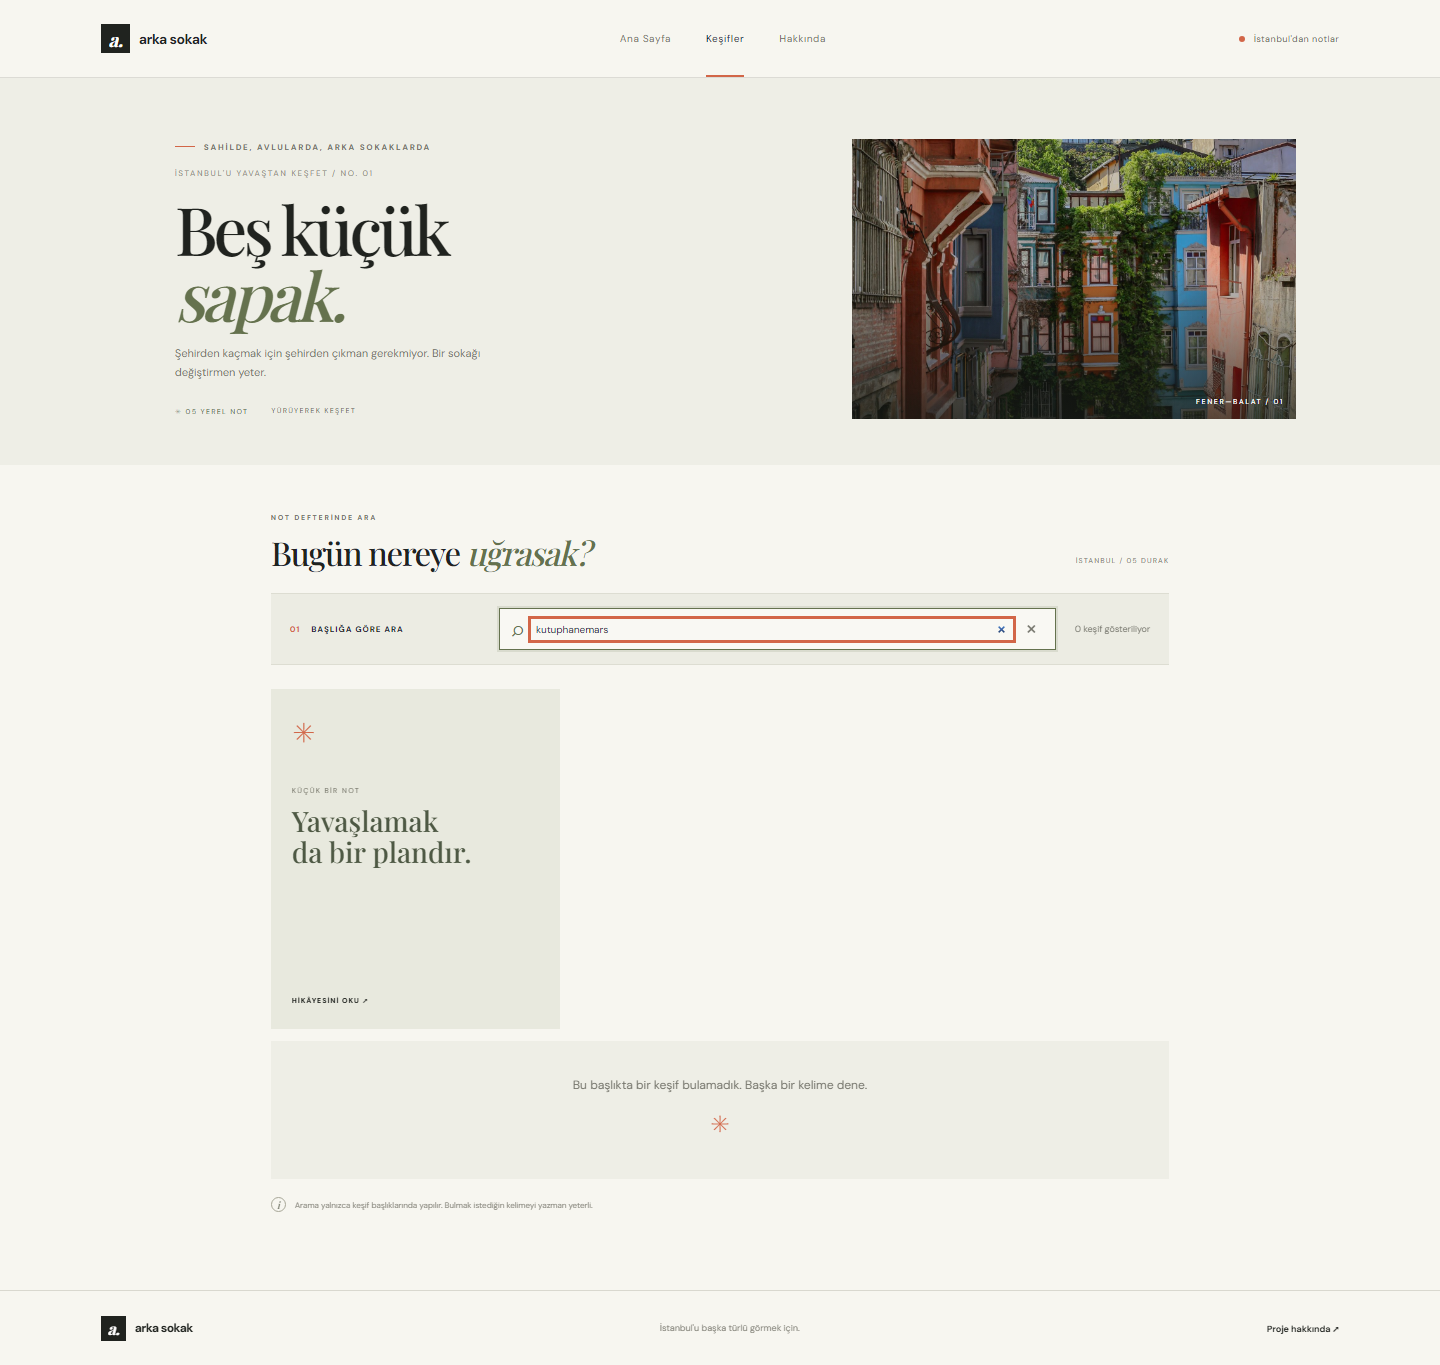 a. arka sokak
Ana Sayfa Keşifler Hakkında
İstanbul'dan notlar
SAHİLDE, AVLULARDA, ARKA SOKAKLARDA
İSTANBUL'U YAVAŞTAN KEŞFET / NO. 01
Beş küçük
sapak.
Şehirden kaçmak için şehirden çıkman gerekmiyor. Bir sokağı
değiştirmen yeter.
✳ 05 YEREL NOT YÜRÜYEREK KEŞFET
FENER—BALAT / 01
NOT DEFTERİNDE ARA
Bugün nereye uğrasak?
İSTANBUL / 05 DURAK
01 BAŞLIĞA GÖRE ARA
kutuphanemars
0 keşif gösteriliyor
KÜÇÜK BİR NOT
Yavaşlamak
da bir plandır.
HİKÂYESİNİ OKU ↗
Bu başlıkta bir keşif bulamadık. Başka bir kelime dene.
i Arama yalnızca keşif başlıklarında yapılır. Bulmak istediğin kelimeyi yazman yeterli.
a. arka sokak
İstanbul'u başka türlü görmek için.
Proje hakkında ↗